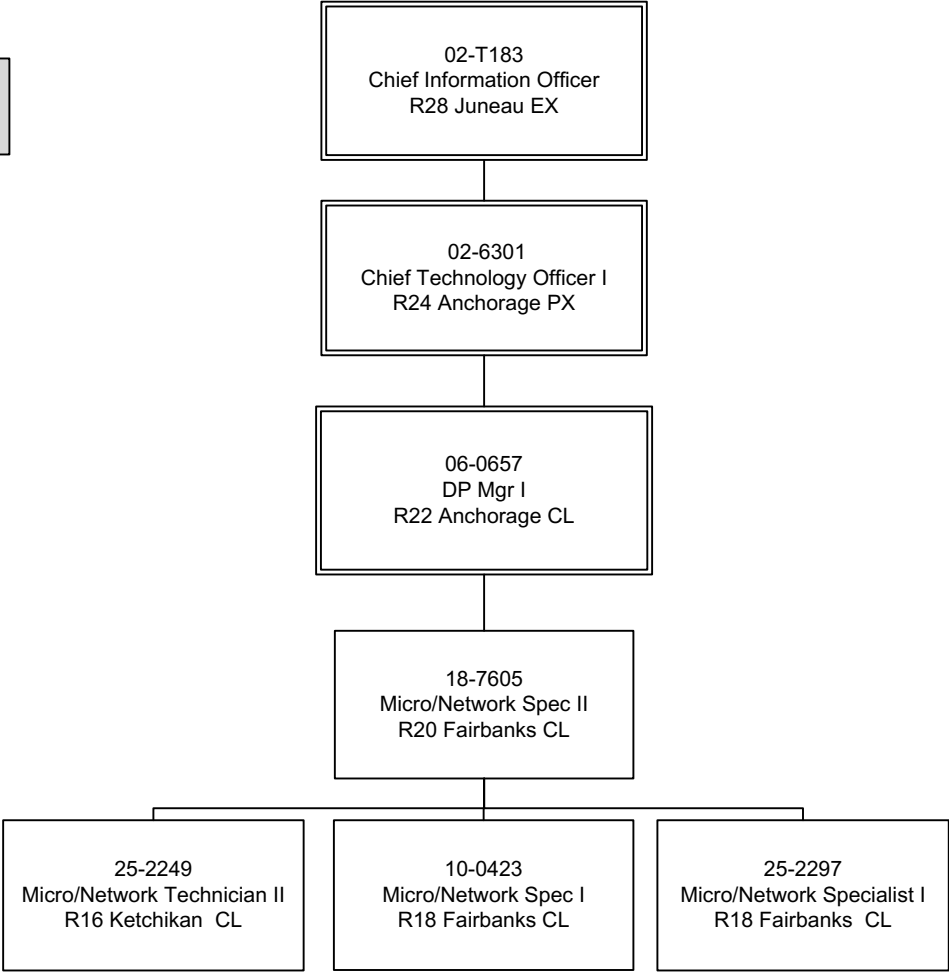 02-T183
Chief Information Officer
R28 Juneau EX
02-6301
Chief Technology Officer I
R24 Anchorage PX
06-0657
DP Mgr I
R22 Anchorage CL
18-7605
Micro/Network Spec II
R20 Fairbanks CL
25-2249
Micro/Network Technician II
R16 Ketchikan  CL
10-0423
Micro/Network Spec I
R18 Fairbanks CL
25-2297
Micro/Network Specialist I
R18 Fairbanks  CL